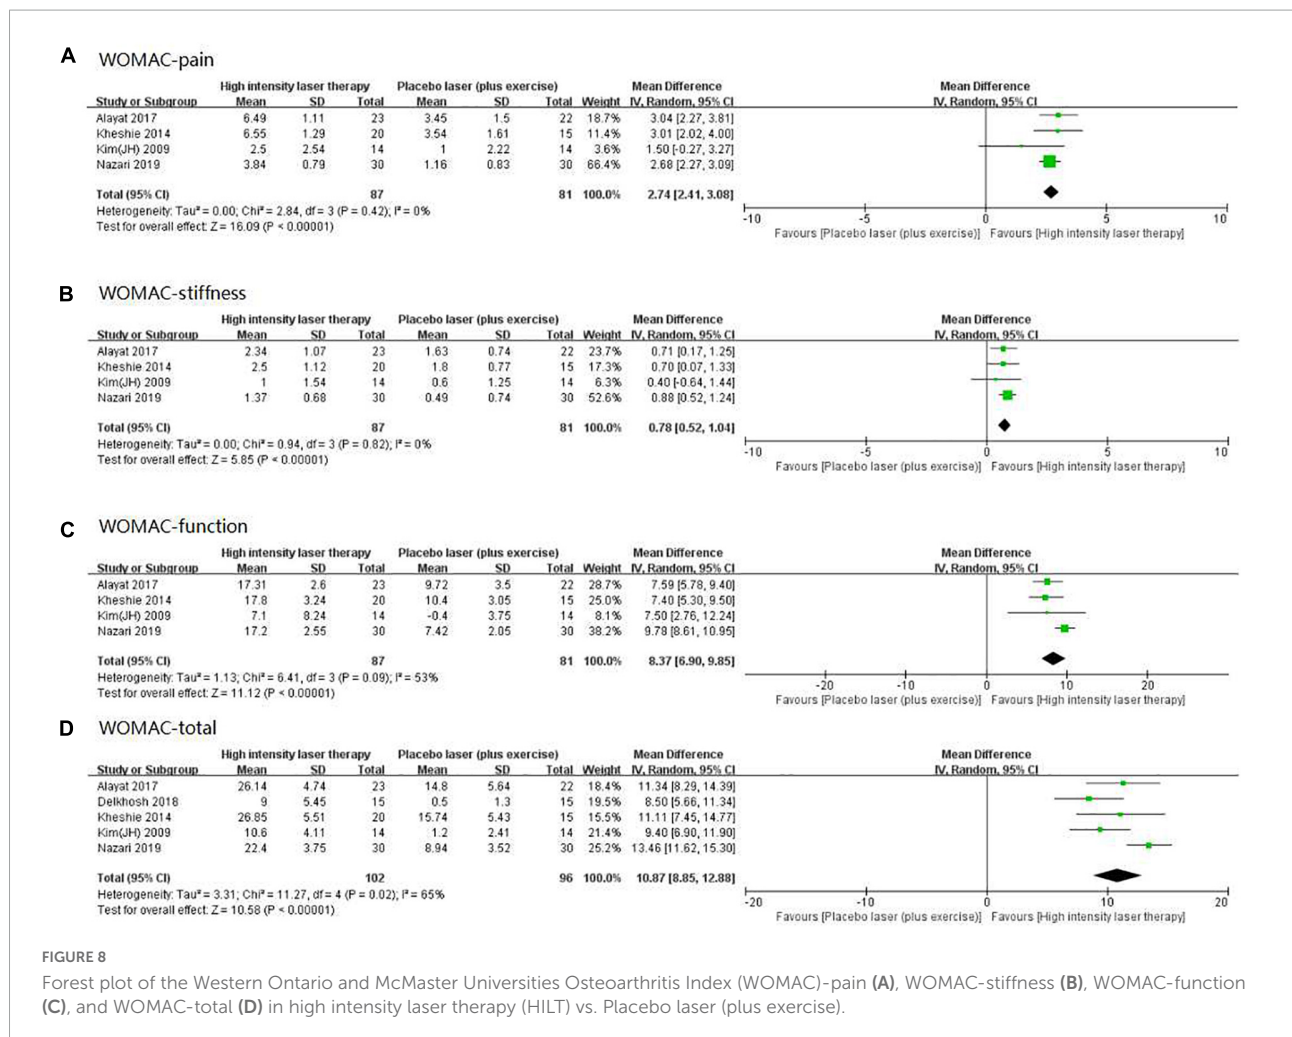 A WOMAC-pain
High intensity laser therapy Placebo laser (plus exercise) Mean Difference Mean Difference
Study or Subgroup Mean SD Total Mean SD Total Weight IV, Random, 95% CI IV, Random, 95% CI
Alayat 2017 6.49 1.11 23 3.45 1.5 22 18.7% 3.04 [2.27, 3.81]
Kheshie 2014 6.55 1.29 20 3.54 1.61 15 11.4% 3.01 [2.02, 4.00]
Kim(JH) 2009 2.5 2.54 14 1 2.22 14 3.6% 1.50 [-0.27, 3.27]
Nazari 2019 3.84 0.79 30 1.16 0.83 30 66.4% 2.68 [2.27, 3.09]
Total (95% CI) 87 81 100.0% 2.74 [2.41, 3.08]
Heterogeneity: Tau² = 0.00; Chi² = 2.84, df = 3 (P = 0.42); I² = 0%
Test for overall effect: Z = 16.09 (P < 0.00001)
-10 -5 0 5 10
Favours [Placebo laser (plus exercise)] Favours [High intensity laser therapy]
B WOMAC-stiffness
High intensity laser therapy Placebo laser (plus exercise) Mean Difference Mean Difference
Study or Subgroup Mean SD Total Mean SD Total Weight IV, Random, 95% CI IV, Random, 95% CI
Alayat 2017 2.34 1.07 23 1.63 0.74 22 23.7% 0.71 [0.17, 1.25]
Kheshie 2014 2.5 1.12 20 1.8 0.77 15 17.3% 0.70 [0.07, 1.33]
Kim(JH) 2009 1 1.54 14 0.6 1.25 14 6.3% 0.40 [-0.64, 1.44]
Nazari 2019 1.37 0.68 30 0.49 0.74 30 52.6% 0.88 [0.52, 1.24]
Total (95% CI) 87 81 100.0% 0.78 [0.52, 1.04]
Heterogeneity: Tau² = 0.00; Chi² = 0.94, df = 3 (P = 0.82); I² = 0%
Test for overall effect: Z = 5.85 (P < 0.00001)
-10 -5 0 5 10
Favours [Placebo laser (plus exercise)] Favours [High intensity laser therapy]
C WOMAC-function
High intensity laser therapy Placebo laser (plus exercise) Mean Difference Mean Difference
Study or Subgroup Mean SD Total Mean SD Total Weight IV, Random, 95% CI IV, Random, 95% CI
Alayat 2017 17.31 2.6 23 9.72 3.5 22 28.7% 7.59 [5.78, 9.40]
Kheshie 2014 17.8 3.24 20 10.4 3.05 15 25.0% 7.40 [5.30, 9.50]
Kim(JH) 2009 7.1 8.24 14 -0.4 3.75 14 8.1% 7.50 [2.76, 12.24]
Nazari 2019 17.2 2.55 30 7.42 2.05 30 38.2% 9.78 [8.61, 10.95]
Total (95% CI) 87 81 100.0% 8.37 [6.90, 9.85]
Heterogeneity: Tau² = 1.13; Chi² = 6.41, df = 3 (P = 0.09); I² = 53%
Test for overall effect: Z = 11.12 (P < 0.00001)
-20 -10 0 10 20
Favours [Placebo laser (plus exercise)] Favours [High intensity laser therapy]
D WOMAC-total
High intensity laser therapy Placebo laser (plus exercise) Mean Difference Mean Difference
Study or Subgroup Mean SD Total Mean SD Total Weight IV, Random, 95% CI IV, Random, 95% CI
Alayat 2017 26.14 4.74 23 14.8 5.64 22 18.4% 11.34 [8.29, 14.39]
Delkhosh 2018 9 5.45 15 0.5 1.3 15 19.5% 8.50 [5.66, 11.34]
Kheshie 2014 26.85 5.51 20 15.74 5.43 15 15.5% 11.11 [7.45, 14.77]
Kim(JH) 2009 10.6 4.11 14 1.2 2.41 14 21.4% 9.40 [6.90, 11.90]
Nazari 2019 22.4 3.75 30 8.94 3.52 30 25.2% 13.46 [11.62, 15.30]
Total (95% CI) 102 96 100.0% 10.87 [8.85, 12.88]
Heterogeneity: Tau² = 3.31; Chi² = 11.27, df = 4 (P = 0.02); I² = 65%
Test for overall effect: Z = 10.58 (P < 0.00001)
-20 -10 0 10 20
Favours [Placebo laser (plus exercise)] Favours [High intensity laser therapy]
FIGURE 8
Forest plot of the Western Ontario and McMaster Universities Osteoarthritis Index (WOMAC)-pain (A), WOMAC-stiffness (B), WOMAC-function
(C), and WOMAC-total (D) in high intensity laser therapy (HILT) vs. Placebo laser (plus exercise).